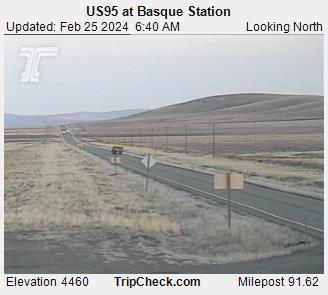 US95 at Basque Station
Updated: Feb 25 2024 6:40 AM Looking North
Elevation 4460 TripCheck.com Milepost 91.62